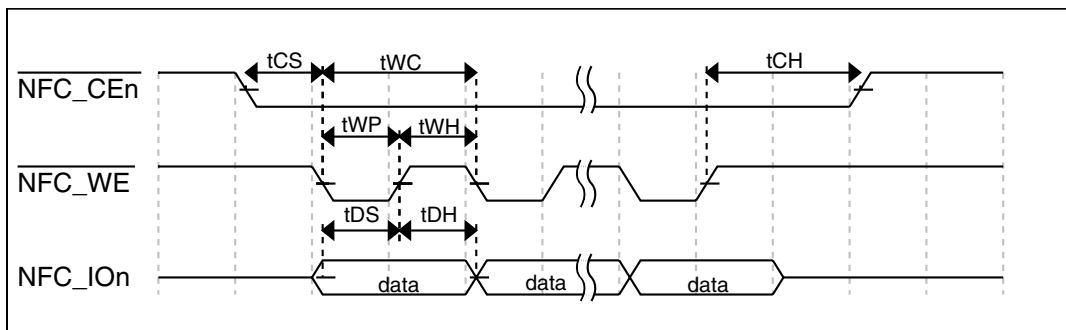 tCS tWC tCH
NFC_CEn
tWP tWH
NFC_WE
tDS tDH
NFC_IOn
data data data